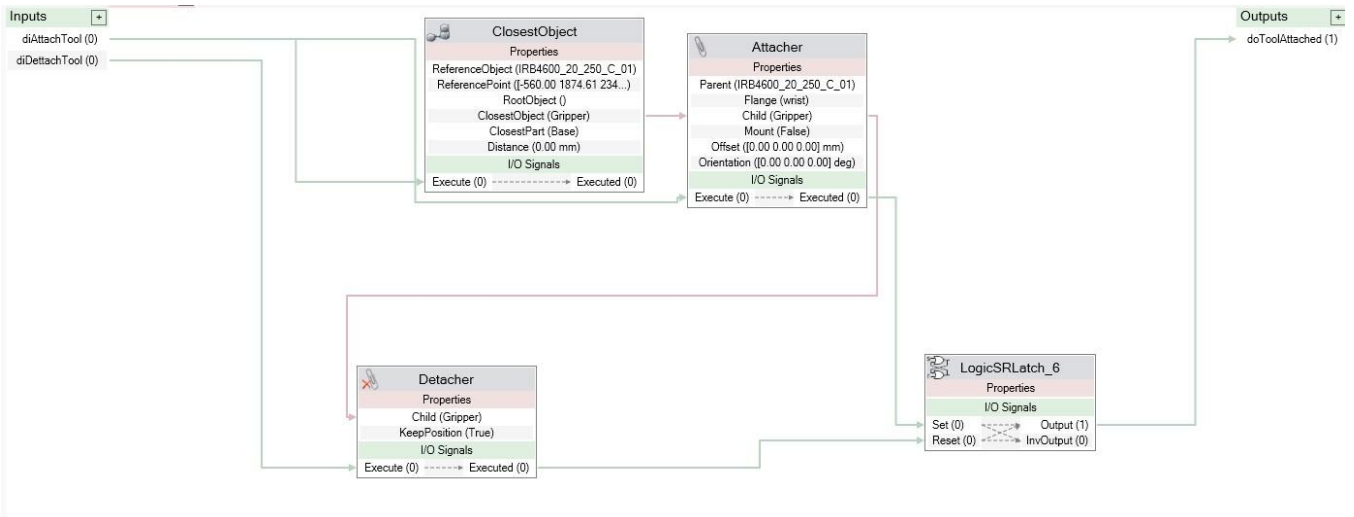 Inputs +
diAttachTool (0)
diDettachTool (0)
ClosestObject
Properties
ReferenceObject (IRB4600_20_250_C_01)
ReferencePoint ([-560.00 1874.61 234...)
RootObject ()
ClosestObject (Gripper)
ClosestPart (Base)
Distance (0.00 mm)
I/O Signals
Execute (0) Executed (0)
Attacher
Properties
Parent (IRB4600_20_250_C_01)
Flange (wrist)
Child (Gripper)
Mount (False)
Offset ([0.00 0.00 0.00] mm)
Orientation ([0.00 0.00 0.00] deg)
I/O Signals
Execute (0) Executed (0)
Outputs +
doToolAttached (1)
Detacher
Properties
Child (Gripper)
KeepPosition (True)
I/O Signals
Execute (0) Executed (0)
LogicSRLatch_6
Properties
I/O Signals
Set (0) Output (1)
Reset (0) InvOutput (0)